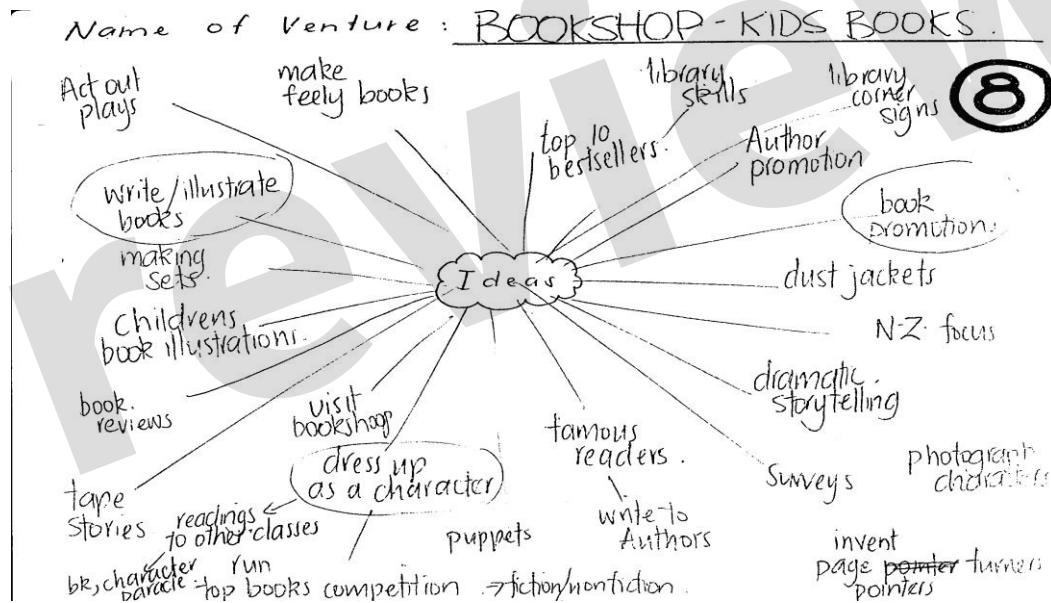 Name of Venture : BOOKSHOP - KIDS BOOKS.
8
Act out
plays
make
feely books
library
skills
library
corner
signs
top 10
bestsellers.
Author
promotion
write/illustrate
books
book
promotion.
making
sets.
Ideas
dust jackets
childrens
book illustrations.
N-Z. focus
book.
reviews
visit
bookshop
dramatic.
storytelling
famous
readers.
dress up
as a character
surveys
photograph
characters
tape
stories
readings
to other classes
puppets
write to
Authors
invent
page pointer turners
pointers
bk, character
parade
run
top books competition → fiction/nonfiction.
review